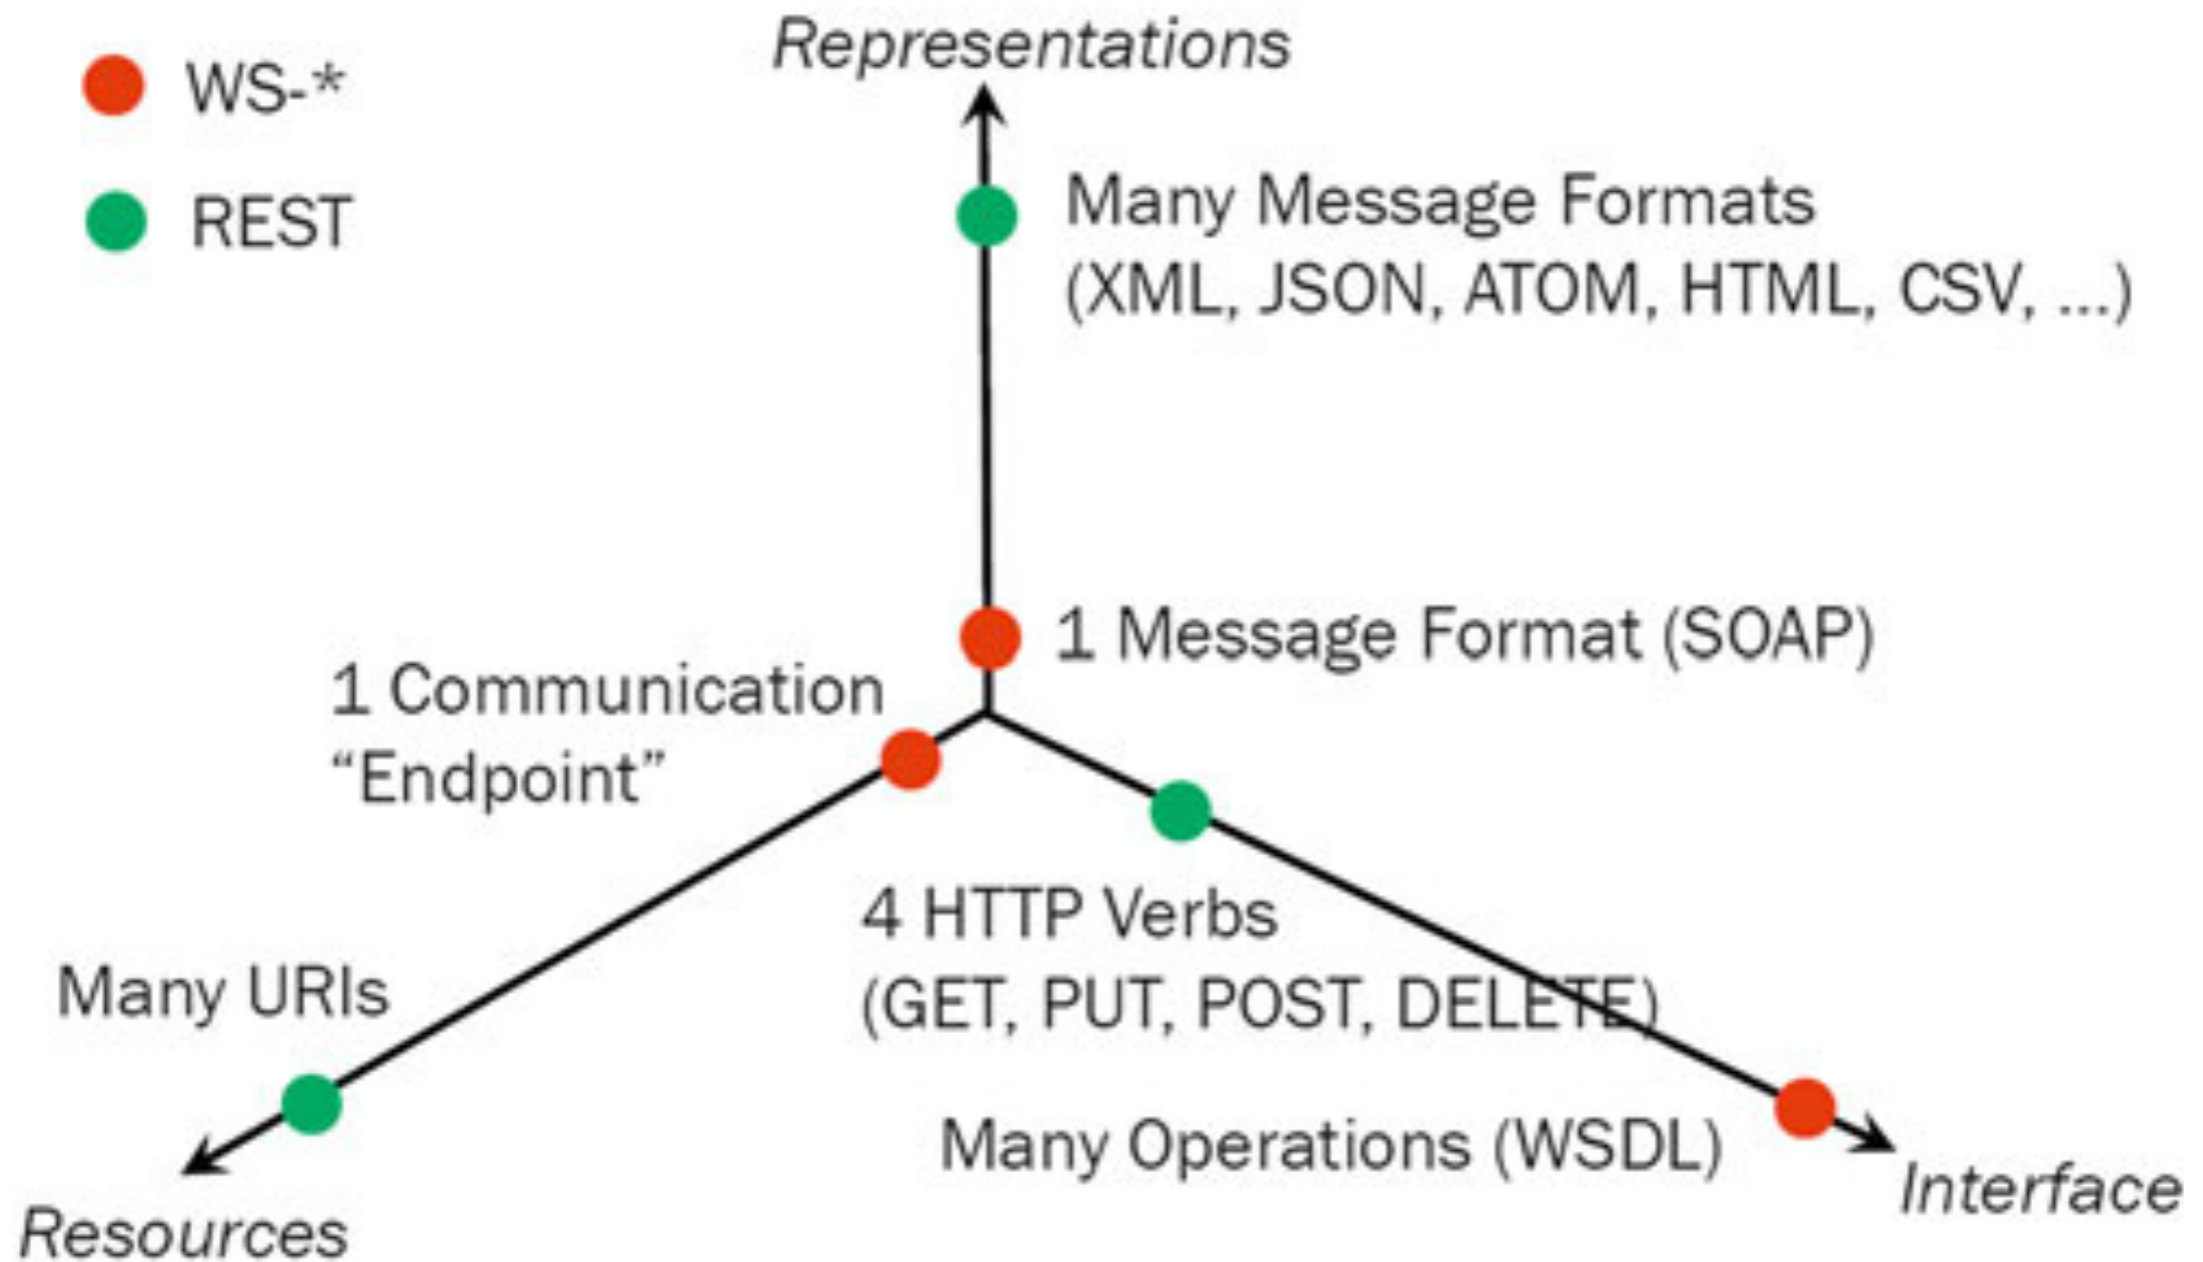 Representations
WS-*
REST
Many Message Formats
(XML, JSON, ATOM, HTML, CSV, ...)
1 Message Format (SOAP)
1 Communication
“Endpoint”
4 HTTP Verbs
(GET, PUT, POST, DELETE)
Many URIs
Many Operations (WSDL)
Interface
Resources